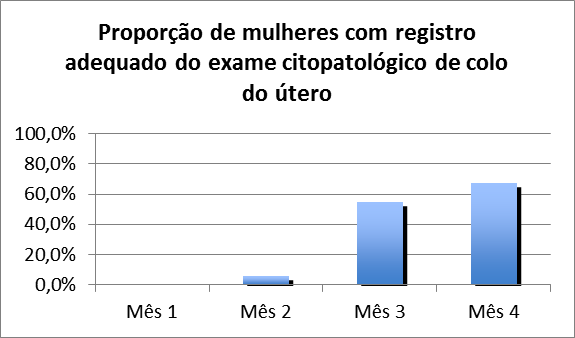 Proporção de mulheres com registro
adequado do exame citopatológico de colo
do útero
100,0%
80,0%
60,0%
40,0%
20,0%
0,0%
Mês 1 Mês 2 Mês 3 Mês 4